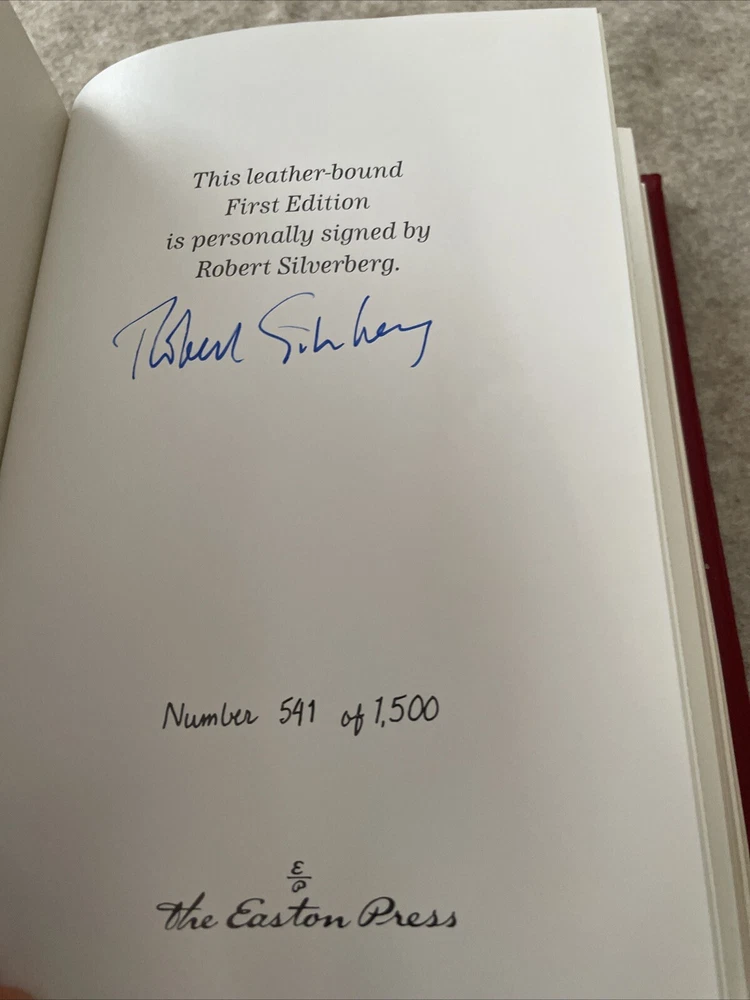 This leather-bound
First Edition
is personally signed by
Robert Silverberg.
Robert Silverberg
Number 541 of 1,500
E
P
the Easton Press